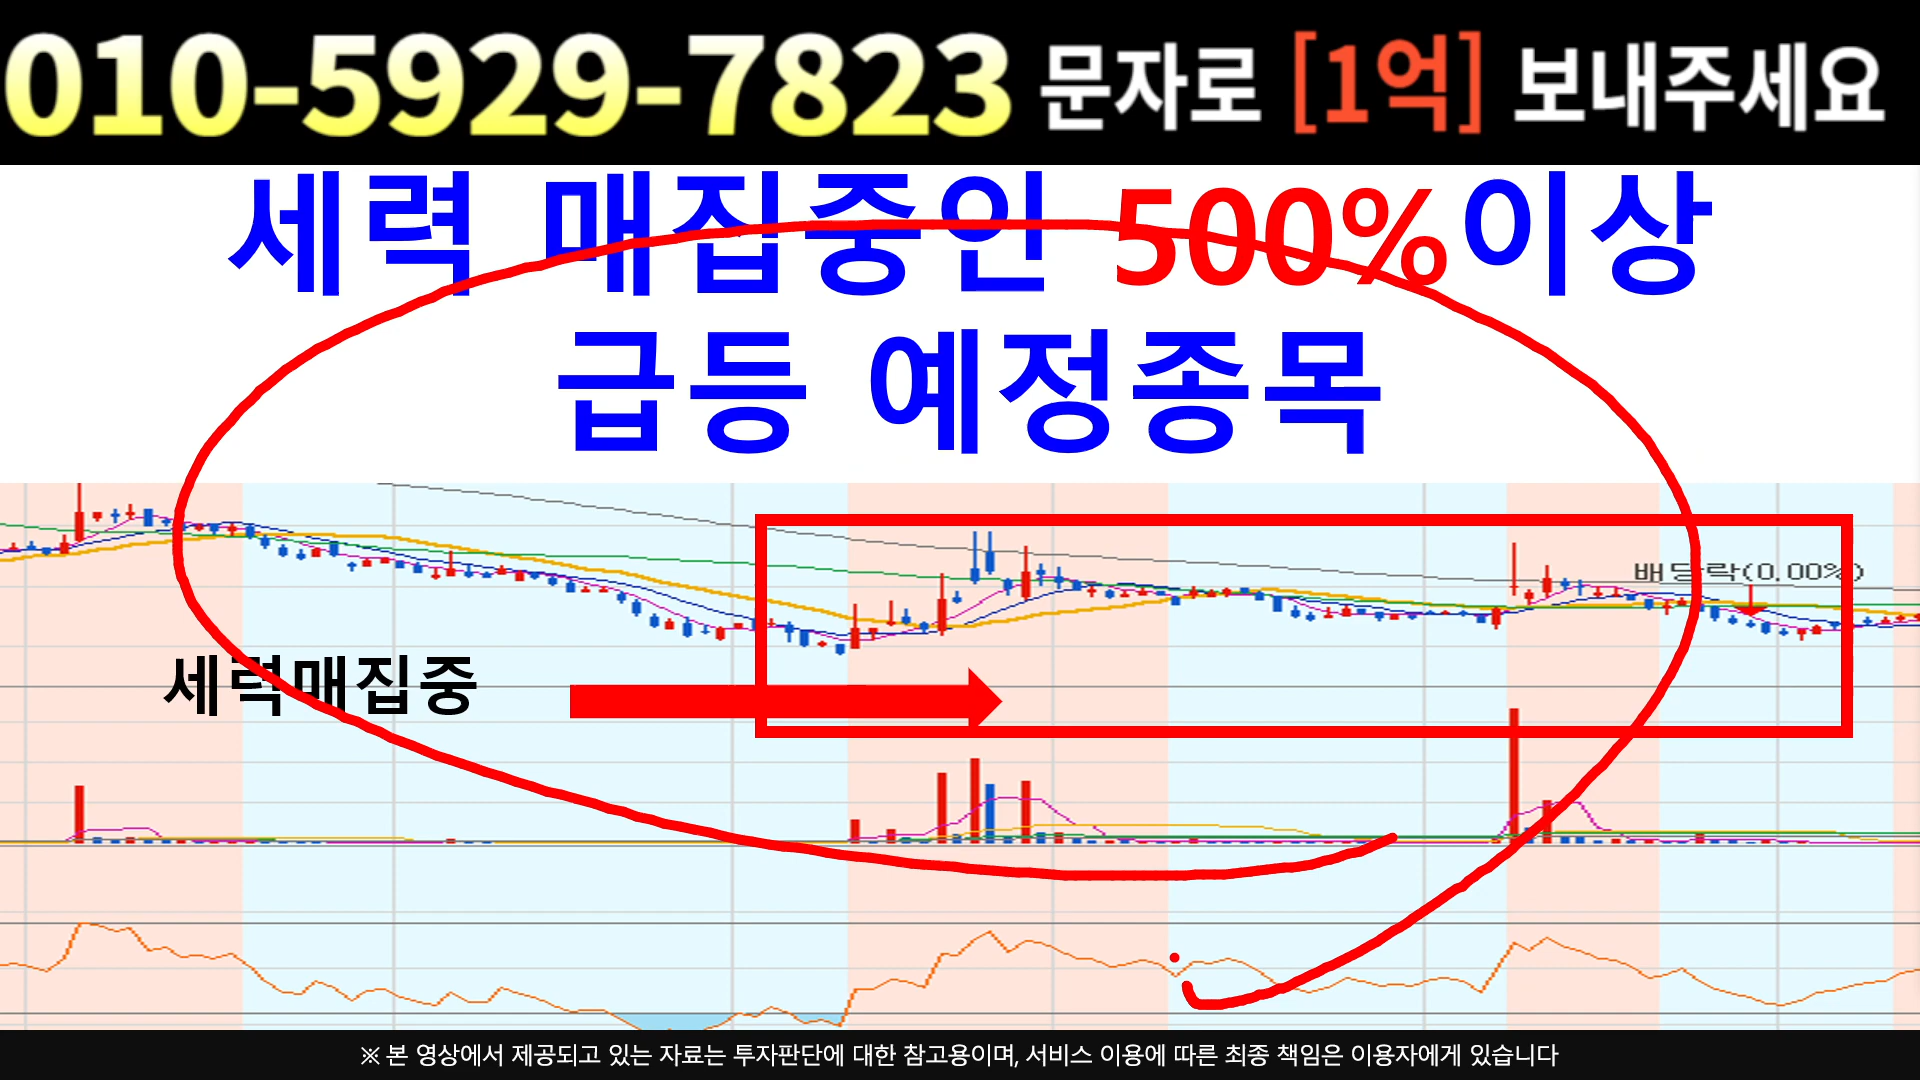 010-5929-7823 문자로 [1억] 보내주세요
세력 매집중인 500%이상
급등 예정종목
배당락(0.00%)
세력매집중
※ 본 영상에서 제공되고 있는 자료는 투자판단에 대한 참고용이며, 서비스 이용에 따른 최종 책임은 이용자에게 있습니다